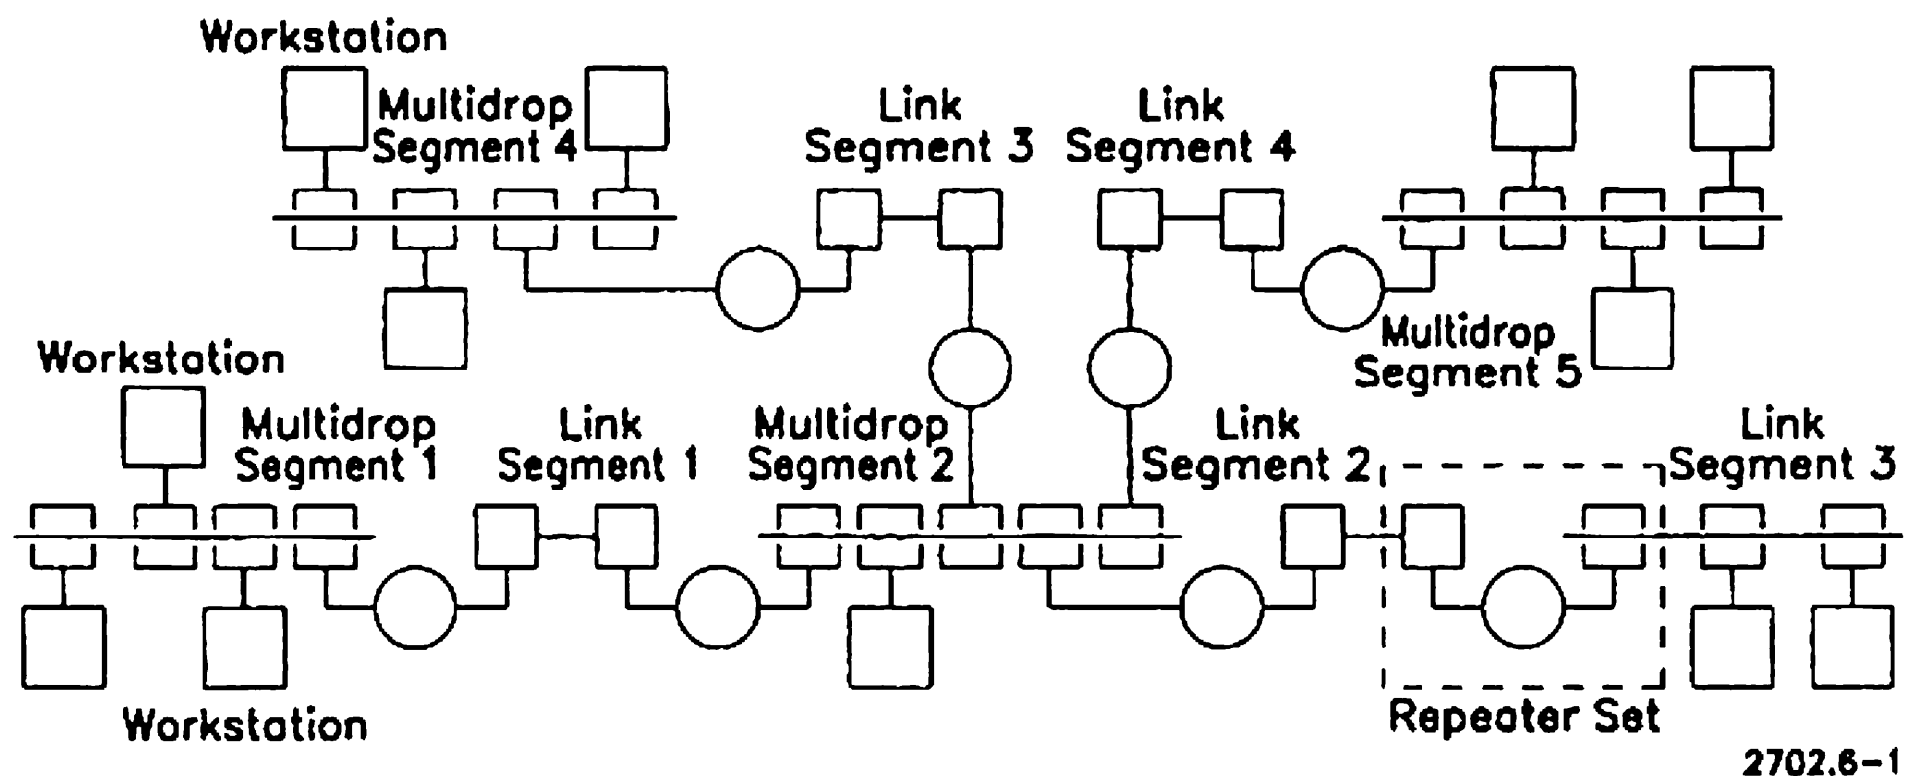 Workstation
Multidrop
Segment 4
Link
Segment 3
Link
Segment 4
Multidrop
Segment 5
Workstation
Multidrop
Segment 1
Link
Segment 1
Multidrop
Segment 2
Link
Segment 2
Link
Segment 3
Workstation
Repeater Set
2702.6-1